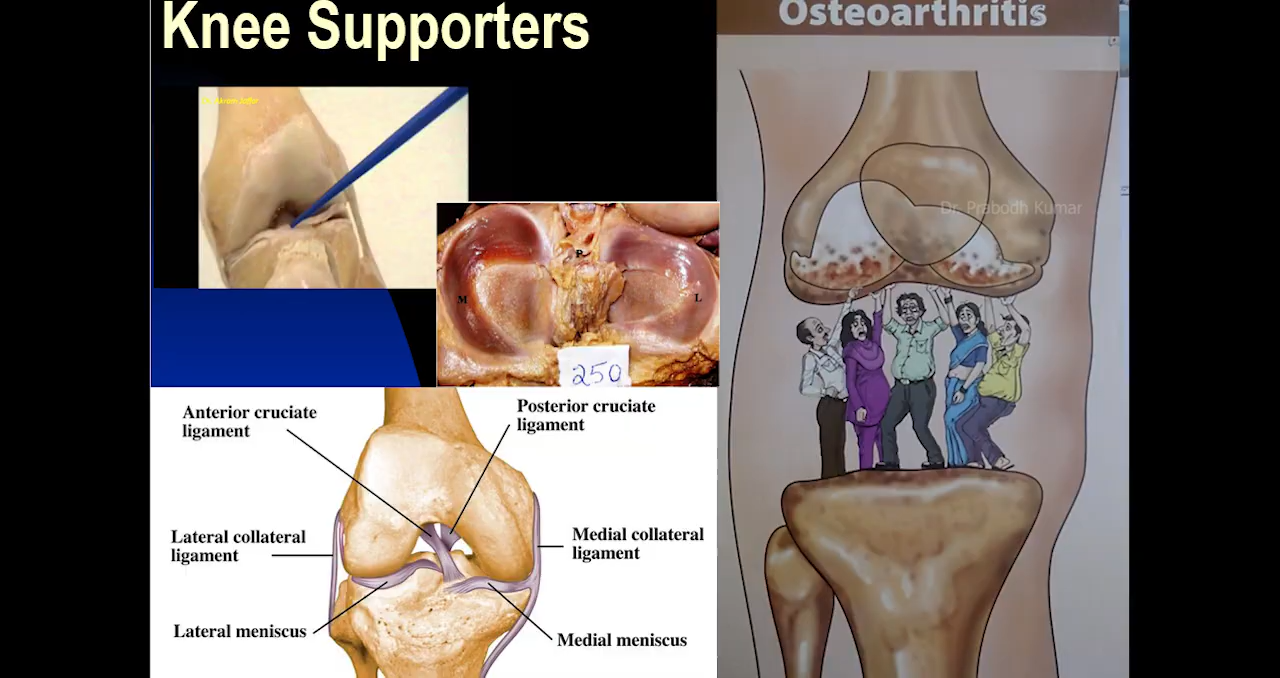 Knee Supporters
Osteoarthritis
Dr. Prabodh Kumar
P
M
L
250
Anterior cruciate
ligament
Posterior cruciate
ligament
Lateral collateral
ligament
Medial collateral
ligament
Lateral meniscus
Medial meniscus